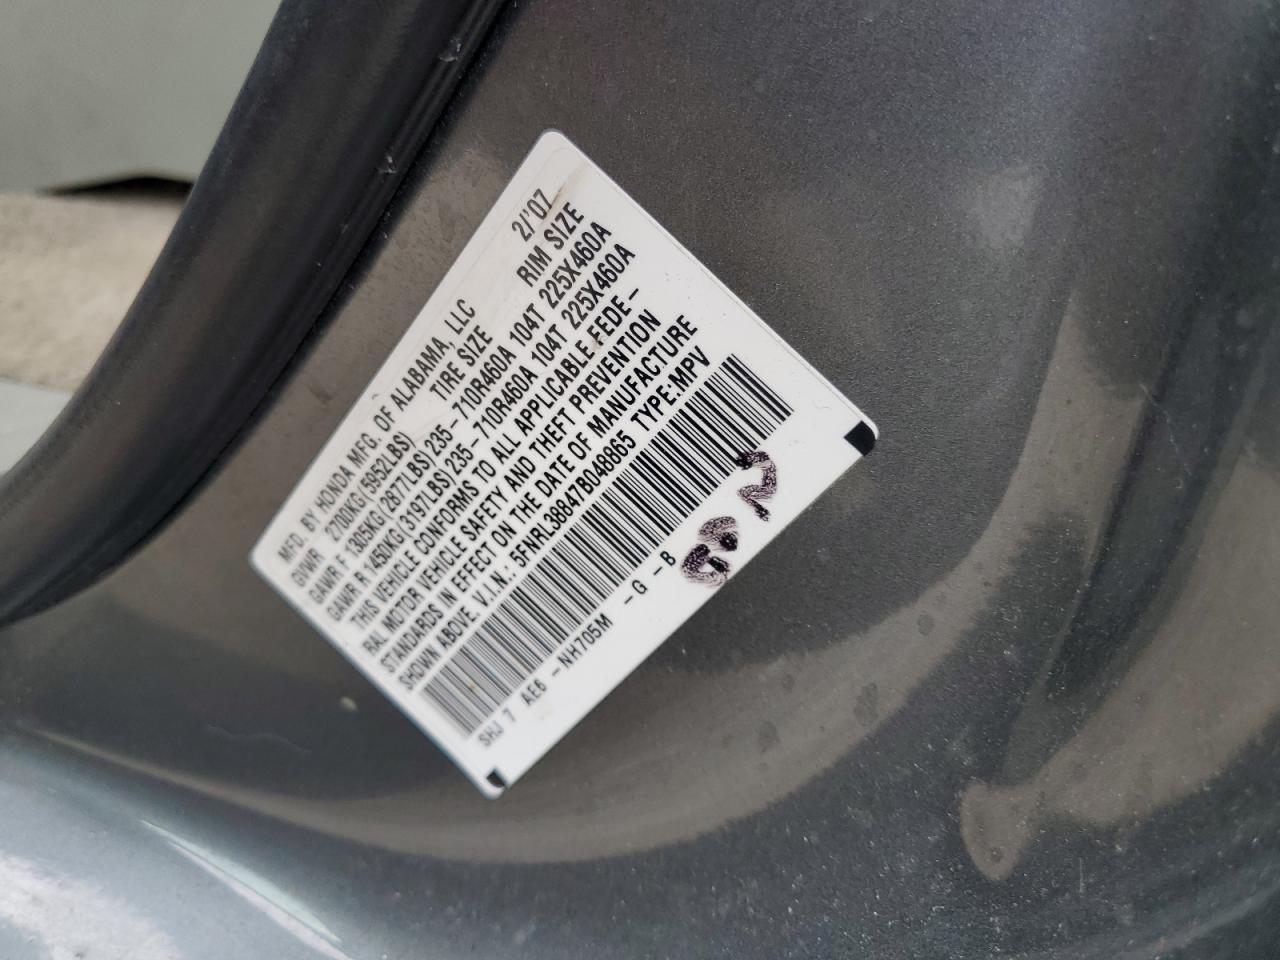 MFD. BY HONDA MFG. OF ALABAMA, LLC 2/'07
GVWR 2700KG(5952LBS) TIRE SIZE RIM SIZE
GAWR F 1305KG(2877LBS)235-710R460A 104T 225X460A
GAWR R 1450KG(3197LBS)235-710R460A 104T 225X460A
THIS VEHICLE CONFORMS TO ALL APPLICABLE FEDE-
RAL MOTOR VEHICLE SAFETY AND THEFT PREVENTION
STANDARDS IN EFFECT ON THE DATE OF MANUFACTURE
SHOWN ABOVE. V.I.N.: 5FNRL38847B048865 TYPE:MPV
SHJ 7 AE6 -NH705M -G -B